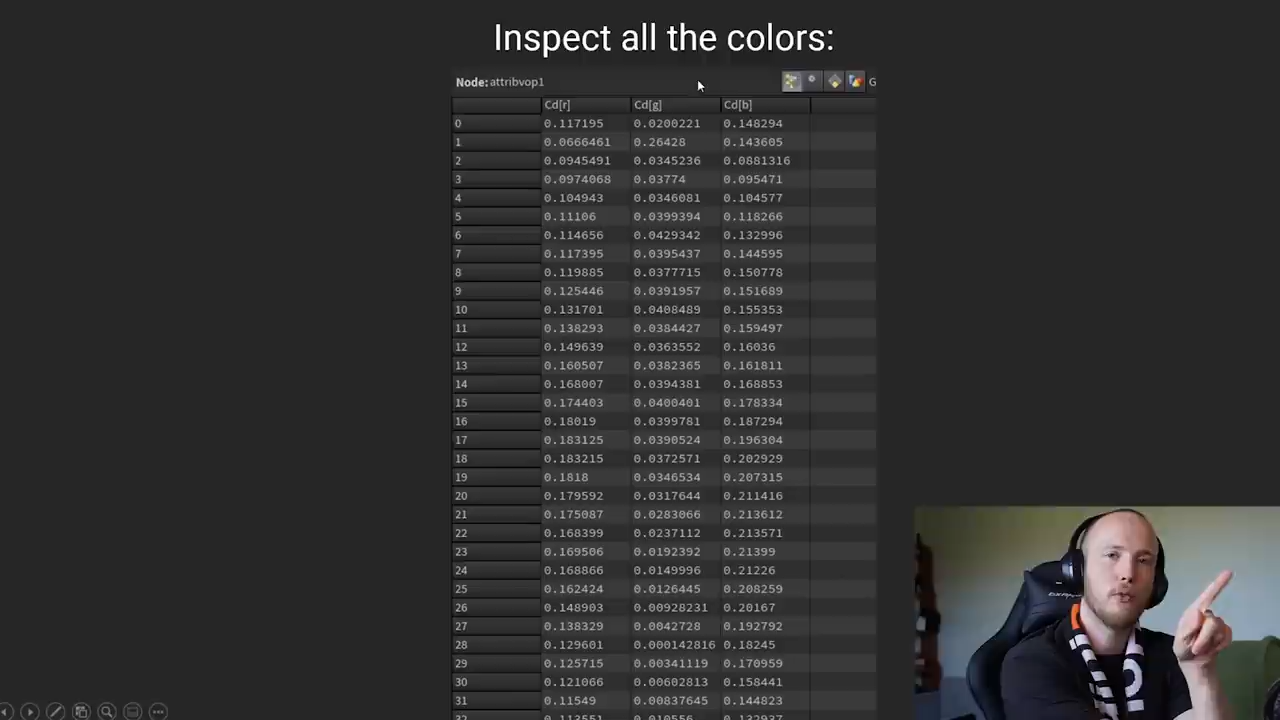 Inspect all the colors:
Node: attribvop1 G
Cd[r] Cd[g] Cd[b]
0 0.117195 0.0200221 0.148294
1 0.0666461 0.26428 0.143605
2 0.0945491 0.0345236 0.0881316
3 0.0974068 0.03774 0.095471
4 0.104943 0.0346081 0.104577
5 0.11106 0.0399394 0.118266
6 0.114656 0.0429342 0.132996
7 0.117395 0.0395437 0.144595
8 0.119885 0.0377715 0.150778
9 0.125446 0.0391957 0.151689
10 0.131701 0.0408489 0.155353
11 0.138293 0.0384427 0.159497
12 0.149639 0.0363552 0.16036
13 0.160507 0.0382365 0.161811
14 0.168007 0.0394381 0.168853
15 0.174403 0.0400401 0.178334
16 0.18019 0.0399781 0.187294
17 0.183125 0.0390524 0.196304
18 0.183215 0.0372571 0.202929
19 0.1818 0.0346534 0.207315
20 0.179592 0.0317644 0.211416
21 0.175087 0.0283066 0.213612
22 0.168399 0.0237112 0.213571
23 0.169506 0.0192392 0.21399
24 0.168866 0.0149996 0.21226
25 0.162424 0.0126445 0.208259
26 0.148903 0.00928231 0.20167
27 0.138329 0.0042728 0.192792
28 0.129601 0.000142816 0.18245
29 0.125715 0.00341119 0.170959
30 0.121066 0.00602813 0.158441
31 0.11549 0.00837645 0.144823
32 0.113551 0.010556 0.132937